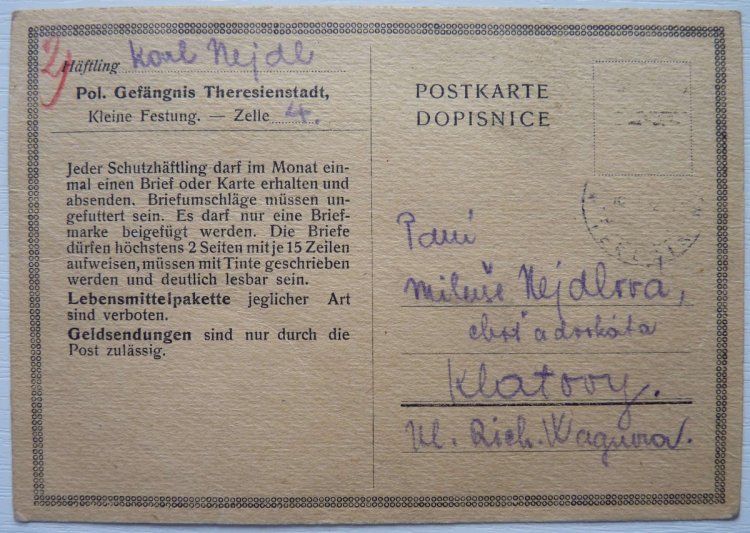 2)
Häftling Karl Nejdl
Pol. Gefängnis Theresienstadt,
Kleine Festung. — Zelle 4.
Jeder Schutzhäftling darf im Monat ein-
mal einen Brief oder Karte erhalten und
absenden. Briefumschläge müssen un-
gefuttert sein. Es darf nur eine Brief-
marke beigefügt werden. Die Briefe
dürfen höchstens 2 Seiten mit je 15 Zeilen
aufweisen, müssen mit Tinte geschrieben
werden und deutlich lesbar sein.
Lebensmittelpakette jeglicher Art
sind verboten.
Geldsendungen sind nur durch die
Post zulässig.
POSTKARTE
DOPISNICE
Paní
Miluše Nejdlová,
choť advokáta
Klatovy.
Ul. Rich. Wagnera.